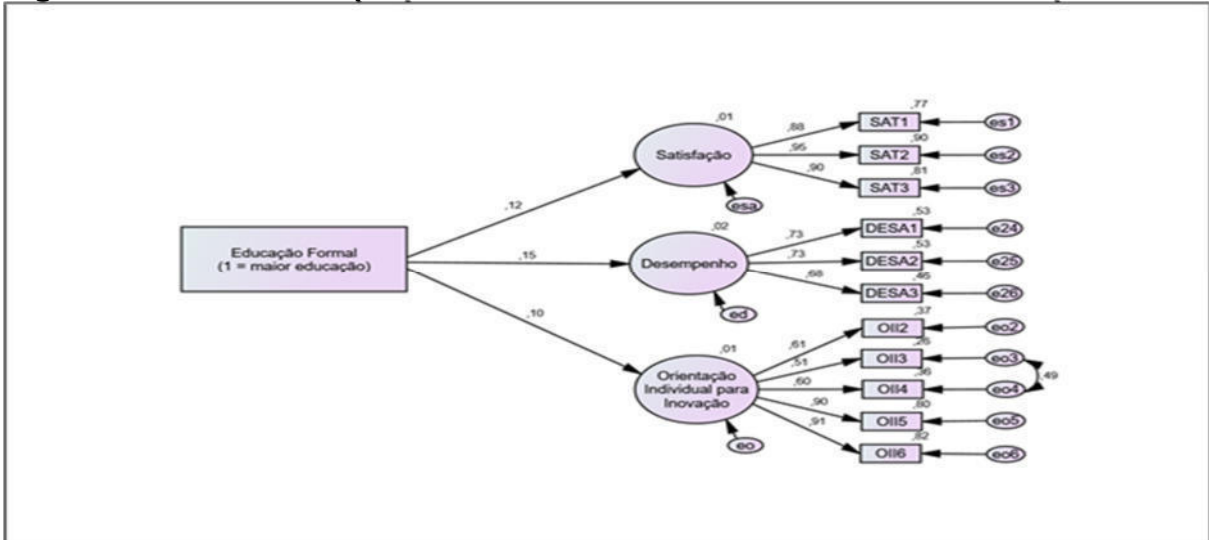 ,77
,01
SAT1
es1
,88
,90
Satisfação
,95
SAT2
es2
,90
,81
SAT3
es3
esa
,12
,53
,02
,73
DESA1
e24
Educação Formal
,53
(1 = maior educação)
,15
Desempenho
,73
DESA2
e25
,68
,46
DESA3
e26
ed
,10
,37
,01
,61
OII2
eo2
,26
,51
OII3
eo3
Orientação
,36
,49
Individual para
,60
OII4
eo4
Inovação
,90
,80
OII5
eo5
,91
,82
eo
OII6
eo6